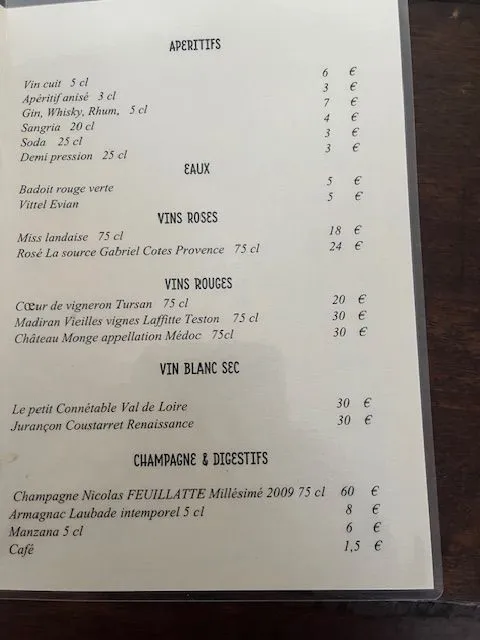 APERITIFS
Vin cuit 5 cl 6 €
Apéritif anisé 3 cl 3 €
Gin, Whisky, Rhum, 5 cl 7 €
Sangria 20 cl 4 €
Soda 25 cl 3 €
Demi pression 25 cl 3 €
EAUX
Badoit rouge verte 5 €
Vittel Evian 5 €
VINS ROSES
Miss landaise 75 cl 18 €
Rosé La source Gabriel Cotes Provence 75 cl 24 €
VINS ROUGES
Cœur de vigneron Tursan 75 cl 20 €
Madiran Vieilles vignes Laffitte Teston 75 cl 30 €
Château Monge appellation Médoc 75cl 30 €
VIN BLANC SEC
Le petit Connétable Val de Loire 30 €
Jurançon Coustarret Renaissance 30 €
CHAMPAGNE & DIGESTIFS
Champagne Nicolas FEUILLATTE Millésimé 2009 75 cl 60 €
Armagnac Laubade intemporel 5 cl 8 €
Manzana 5 cl 6 €
Café 1,5 €